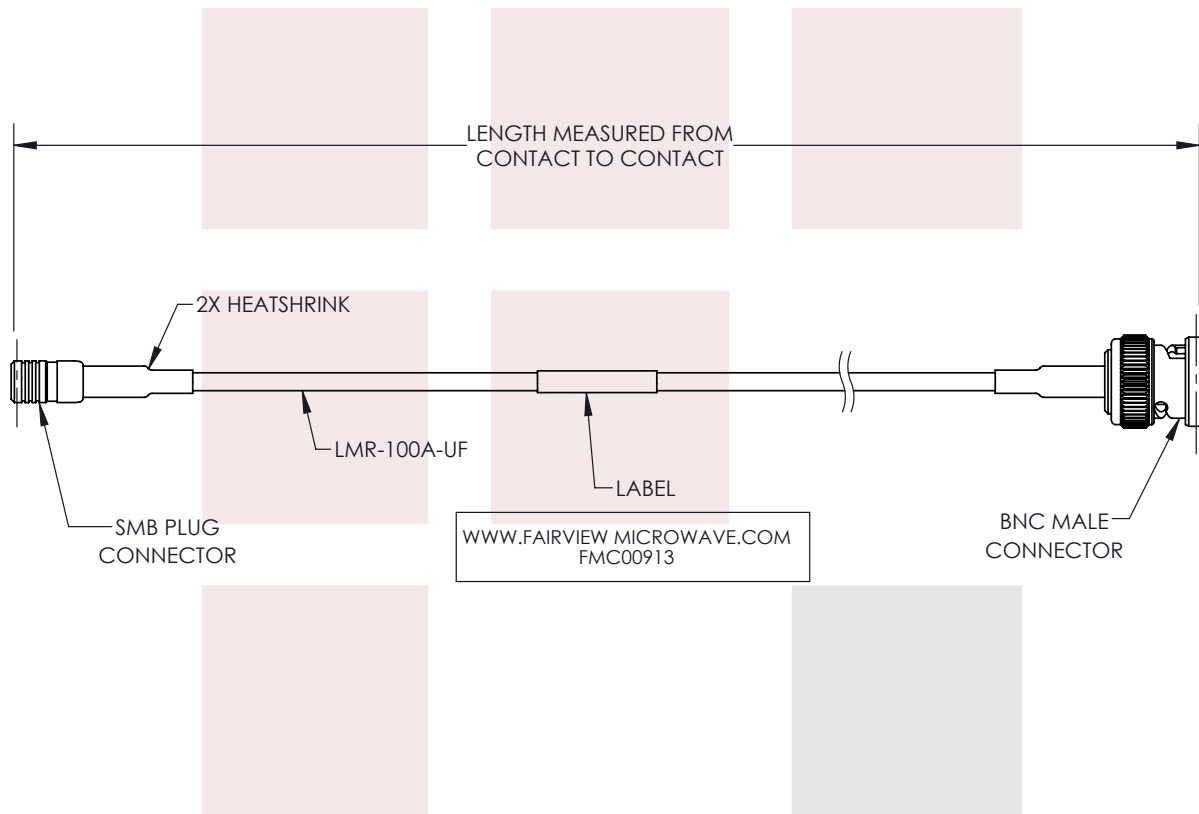 LENGTH MEASURED FROM
CONTACT TO CONTACT
2X HEATSHRINK
LMR-100A-UF
LABEL
SMB PLUG
CONNECTOR
WWW.FAIRVIEW MICROWAVE.COM
FMC00913
BNC MALE
CONNECTOR